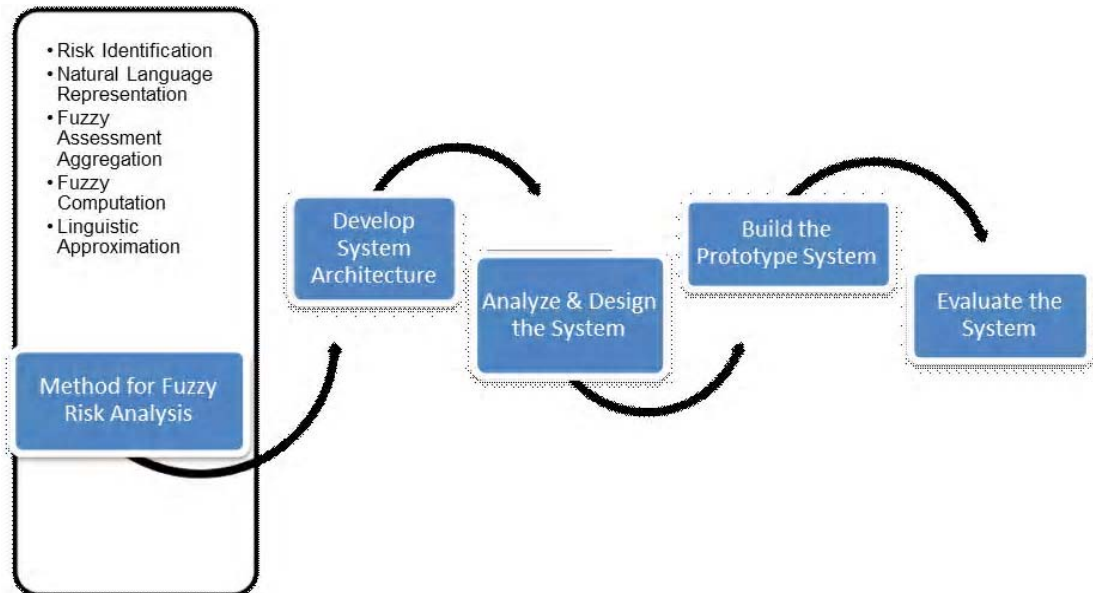 • Risk Identification
• Natural Language
Representation
• Fuzzy
Assessment
Aggregation
• Fuzzy
Computation
• Linguistic
Approximation
Method for Fuzzy
Risk Analysis
Develop
System
Architecture
Analyze & Design
the System
Build the
Prototype System
Evaluate the
System